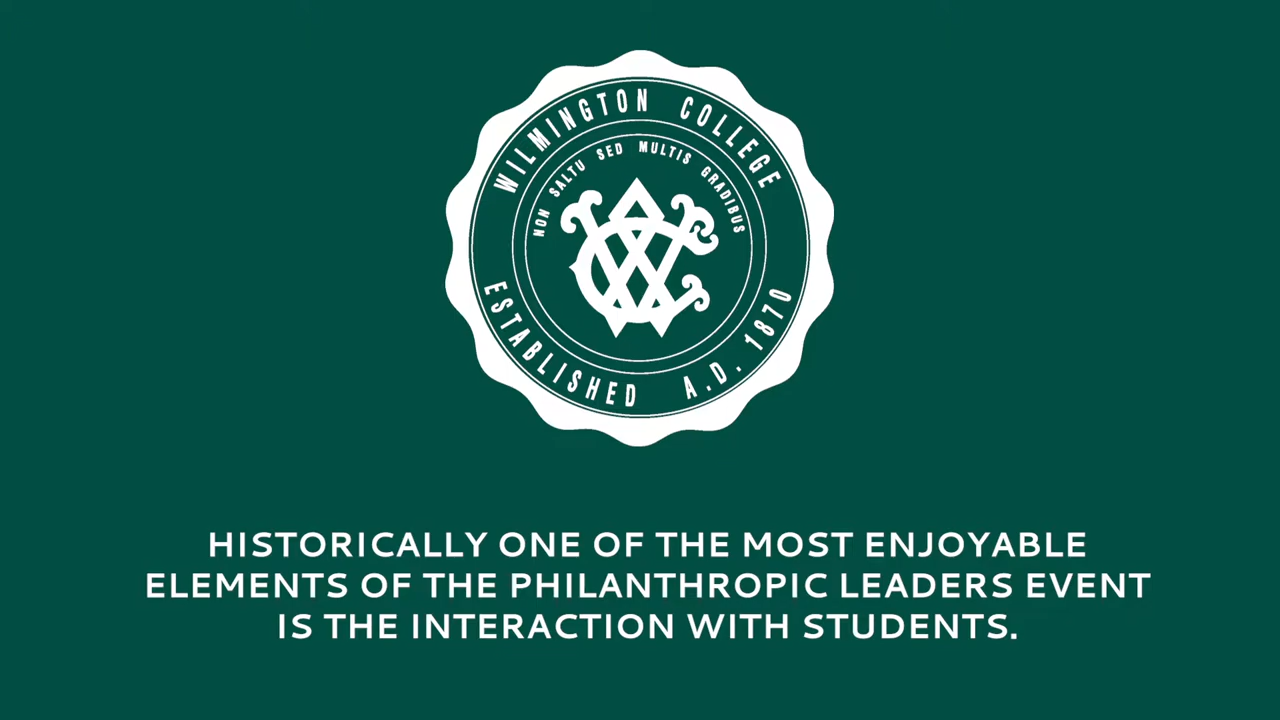 WILMINGTON COLLEGE
NON SALTU SED MULTIS GRADIBUS
WC
ESTABLISHED A.D. 1870
HISTORICALLY ONE OF THE MOST ENJOYABLE
ELEMENTS OF THE PHILANTHROPIC LEADERS EVENT
IS THE INTERACTION WITH STUDENTS.